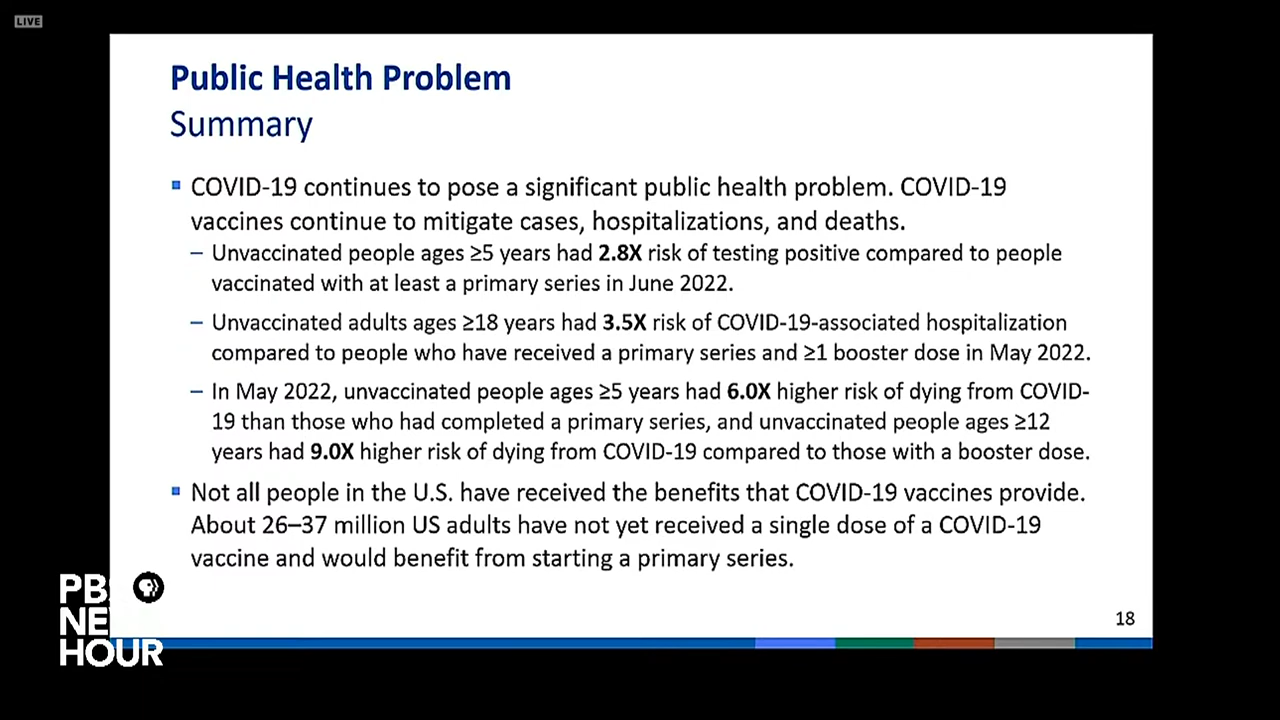 LIVE
Public Health Problem
Summary
▪ COVID-19 continues to pose a significant public health problem. COVID-19
vaccines continue to mitigate cases, hospitalizations, and deaths.
– Unvaccinated people ages ≥5 years had 2.8X risk of testing positive compared to people
vaccinated with at least a primary series in June 2022.
– Unvaccinated adults ages ≥18 years had 3.5X risk of COVID-19-associated hospitalization
compared to people who have received a primary series and ≥1 booster dose in May 2022.
– In May 2022, unvaccinated people ages ≥5 years had 6.0X higher risk of dying from COVID-
19 than those who had completed a primary series, and unvaccinated people ages ≥12
years had 9.0X higher risk of dying from COVID-19 compared to those with a booster dose.
▪ Not all people in the U.S. have received the benefits that COVID-19 vaccines provide.
About 26–37 million US adults have not yet received a single dose of a COVID-19
vaccine and would benefit from starting a primary series.
18
PB
NE
HOUR